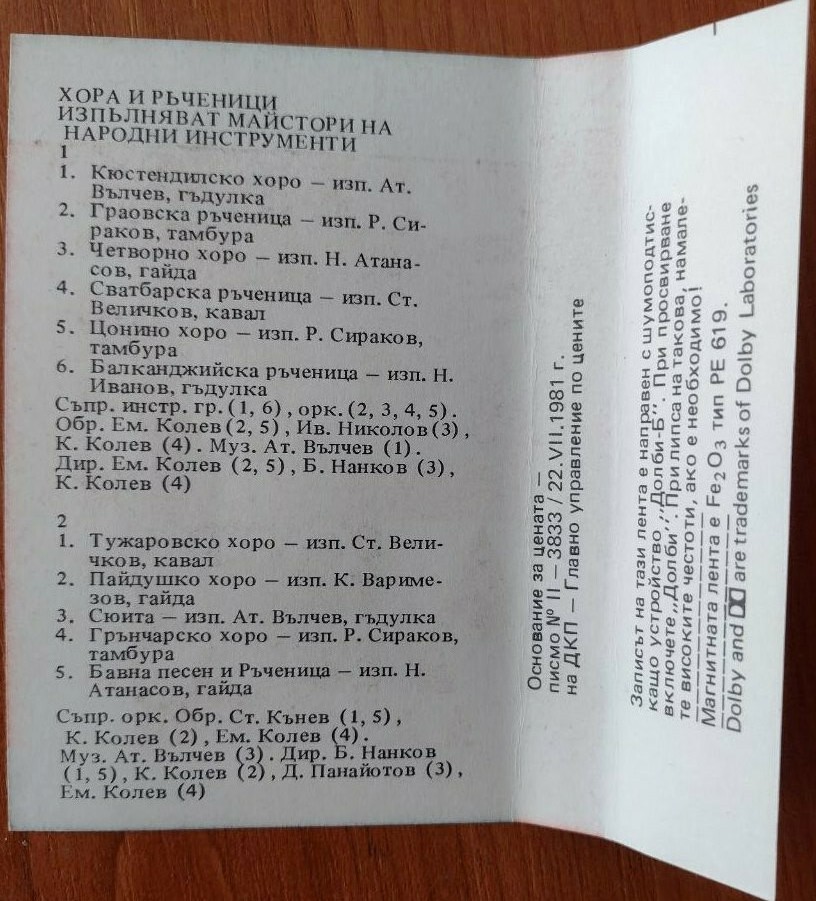 ХОРА И РЪЧЕНИЦИ
ИЗПЪЛНЯВАТ МАЙСТОРИ НА
НАРОДНИ ИНСТРУМЕНТИ
1
1. Кюстендилско хоро — изп. Ат.
Вълчев, гъдулка
2. Граовска ръченица — изп. Р. Си-
раков, тамбура
3. Четворно хоро — изп. Н. Атана-
сов, гайда
4. Сватбарска ръченица — изп. Ст.
Величков, кавал
5. Цонино хоро — изп. Р. Сираков,
тамбура
6. Балканджийска ръченица — изп. Н.
Иванов, гъдулка
Съпр. инстр. гр. (1, 6), орк. (2, 3, 4, 5).
Обр. Ем. Колев (2, 5), Ив. Николов (3),
К. Колев (4). Муз. Ат. Вълчев (1).
Дир. Ем. Колев (2, 5), Б. Нанков (3),
К. Колев (4)
2
1. Тужаровско хоро — изп. Ст. Вели-
чков, кавал
2. Пайдушко хоро — изп. К. Вариме-
зов, гайда
3. Сюита — изп. Ат. Вълчев, гъдулка
4. Грънчарско хоро — изп. Р. Сираков,
тамбура
5. Бавна песен и Ръченица — изп. Н.
Атанасов, гайда
Съпр. орк. Обр. Ст. Кънев (1, 5),
К. Колев (2), Ем. Колев (4).
Муз. Ат. Вълчев (3). Дир. Б. Нанков
(1, 5), К. Колев (2), Д. Панайотов (3),
Ем. Колев (4)
Основание за цената —
писмо № II — 3833 / 22.VII.1981 г.
на ДКП — Главно управление по цените
Записът на тази лента е направен с шумоподтис-
кащо устройство „Долби-Б". При просвирване
включете „Долби". При липса на такова, намале-
те високите честоти, ако е необходимо!
Магнитната лента е Fe2O3 тип PE 619.
Dolby and are trademarks of Dolby Laboratories